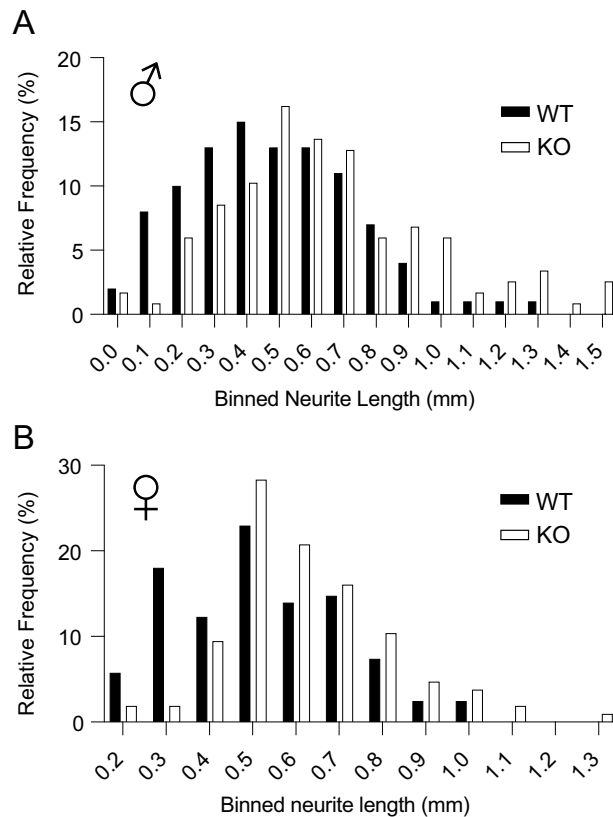 A
♂
Relative Frequency (%)
20
15
10
5
0
WT
KO
0.0 0.1 0.2 0.3 0.4 0.5 0.6 0.7 0.8 0.9 1.0 1.1 1.2 1.3 1.4 1.5
Binned Neurite Length (mm)
B
♀
Relative Frequency (%)
30
20
10
0
WT
KO
0.2 0.3 0.4 0.5 0.6 0.7 0.8 0.9 1.0 1.1 1.2 1.3
Binned neurite length (mm)